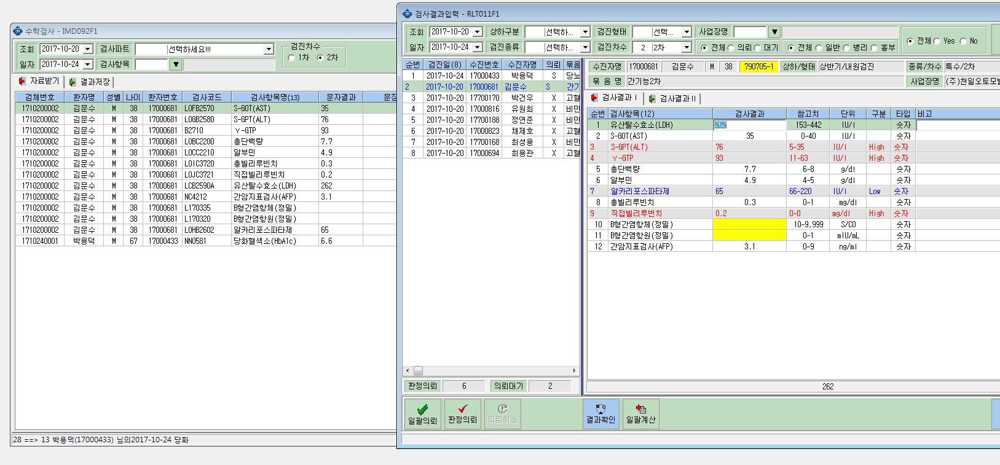 수탁검사 - IMD092F1
조회 2017-10-20 검사파트 선택하세요!!! 검진차수
일자 2017-10-24 검사항목 1차 2차
자료받기 결과저장
검체번호 환자명 성별 나이 환자번호 검사코드 검사항목명(13) 문자결과 문장
1710200002 김문수 M 38 17000681 L0FB2570 S-GOT(AST) 35
1710200002 김문수 M 38 17000681 L0GB2580 S-GPT(ALT) 76
1710200002 김문수 M 38 17000681 B2710 Υ-GTP 93
1710200002 김문수 M 38 17000681 L0BC2200 총단백량 7.7
1710200002 김문수 M 38 17000681 L0CC2210 알부민 4.9
1710200002 김문수 M 38 17000681 L0IC3720 총빌리루빈치 0.3
1710200002 김문수 M 38 17000681 L0JC3721 직접빌리루빈치 0.2
1710200002 김문수 M 38 17000681 LCB2590A 유산탈수효소(LDH) 262
1710200002 김문수 M 38 17000681 NC4212 간암지표검사(AFP) 3.1
1710200002 김문수 M 38 17000681 L170335 B형간염항체(정밀)
1710200002 김문수 M 38 17000681 L170320 B형간염항원(정밀)
1710200002 김문수 M 38 17000681 L0HB2602 알카리포스파타제 65
1710240001 박용덕 M 67 17000433 NN0581 당화혈색소(HbA1c) 6.6
28 ==> 13 박용덕(17000433) 님의2017-10-24 당화
검사결과입력 - RLT011F1
조회 2017-10-20 상하구분 선택하... 검진형태 선택... 사업장명 전체 Yes No
일자 2017-10-24 검진종류 선택하... 검진차수 2 2차 전체 의뢰 대기 전체 일반 병리 흉부
순번 검진일(8) 수진번호 수진자명 의뢰 묶음
1 2017-10-24 17000433 박용덕 S 당뇨
2 2017-10-20 17000681 김문수 S 간기
3 2017-10-20 17700170 박건우 X 고혈
4 2017-10-20 17000816 유원희 X 비만
5 2017-10-20 17700188 정연준 X 비만
6 2017-10-20 17000823 채제호 X 고혈
7 2017-10-20 17700168 최성용 X 비만
8 2017-10-20 17000694 최용관 X 고혈
판정의뢰 6 의뢰대기 2
수진자명 17000681 김문수 M 38 790705-1 상하/형태 상반기/내원검진 종류/차수 특수/2차
묶 음 명 간기능2차 사업장명 (주)천일오토모빌
검사결과 I 검사결과 II
순번 검사항목(12) 검사결과 참고치 단위 구분 타입 비고
1 유산탈수효소(LDH) 262 153~442 IU/l 숫자
2 S-GOT(AST) 35 0~40 IU/l 숫자
3 S-GPT(ALT) 76 5~35 IU/l High 숫자
4 Υ-GTP 93 11~63 IU/l High 숫자
5 총단백량 7.7 6~8 g/dl 숫자
6 알부민 4.9 4~5 g/dl 숫자
7 알카리포스파타제 65 66~220 IU/l Low 숫자
8 총빌리루빈치 0.3 0~1 mg/dl 숫자
9 직접빌리루빈치 0.2 0~0 mg/dl High 숫자
10 B형간염항체(정밀) 10~9,999 S/CO 숫자
11 B형간염항원(정밀) 0~1 mIU/mL 숫자
12 간암지표검사(AFP) 3.1 0~9 ng/ml 숫자
262
일괄의뢰 판정의뢰 의뢰취소 결과확인 일괄계산